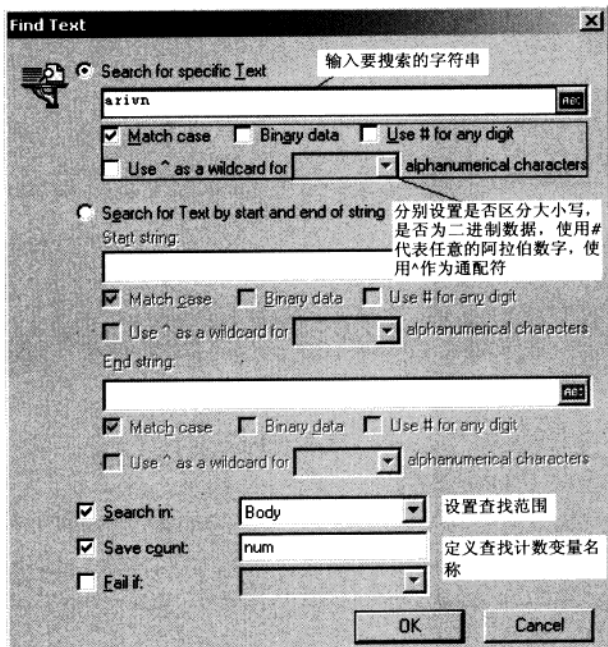 Find Text
Search for specific Text
输入要搜索的字符串
arivn
ABC
Match case Binary data Use # for any digit
Use ^ as a wildcard for alphanumerical characters
Search for Text by start and end of string
分别设置是否区分大小写,
是否为二进制数据, 使用#
代表任意的阿拉伯数字, 使
用^作为通配符
Start string:
Match case Binary data Use # for any digit
Use ^ as a wildcard for alphanumerical characters
End string:
ABC
Match case Binary data Use # for any digit
Use ^ as a wildcard for alphanumerical characters
Search in: Body
设置查找范围
Save count: num
定义查找计数变量名
称
Fail if:
OK Cancel